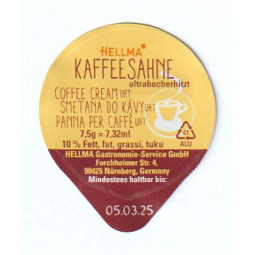 HELLMA
KAFFEESAHNE
ultrahocherhitzt
COFFEE CREAM UHT
SMETANA DO KÁVY UHT
PANNA PER CAFFÈ UHT
7,5g = 7,32ml
10 % Fett, fat, grassi, tuku
HELLMA Gastronomie-Service GmbH
Forchheimer Str. 4
90425 Nürnberg, Germany
Mindestens haltbar bis:
41
ALU
05.03.25